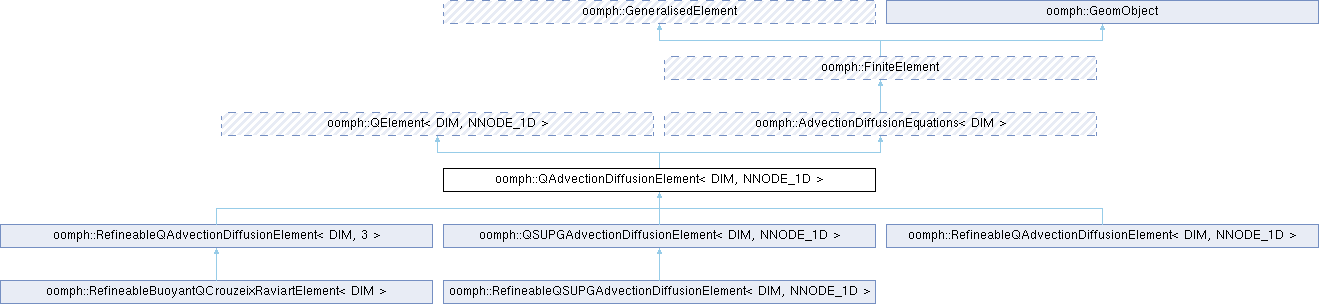 oomph::GeneralisedElement
oomph::GeomObject
oomph::FiniteElement
oomph::QElement< DIM, NNODE_1D >
oomph::AdvectionDiffusionEquations< DIM >
oomph::QAdvectionDiffusionElement< DIM, NNODE_1D >
oomph::RefineableQAdvectionDiffusionElement< DIM, 3 >
oomph::QSUPGAdvectionDiffusionElement< DIM, NNODE_1D >
oomph::RefineableQAdvectionDiffusionElement< DIM, NNODE_1D >
oomph::RefineableBuoyantQCrouzeixRaviartElement< DIM >
oomph::RefineableQSUPGAdvectionDiffusionElement< DIM, NNODE_1D >